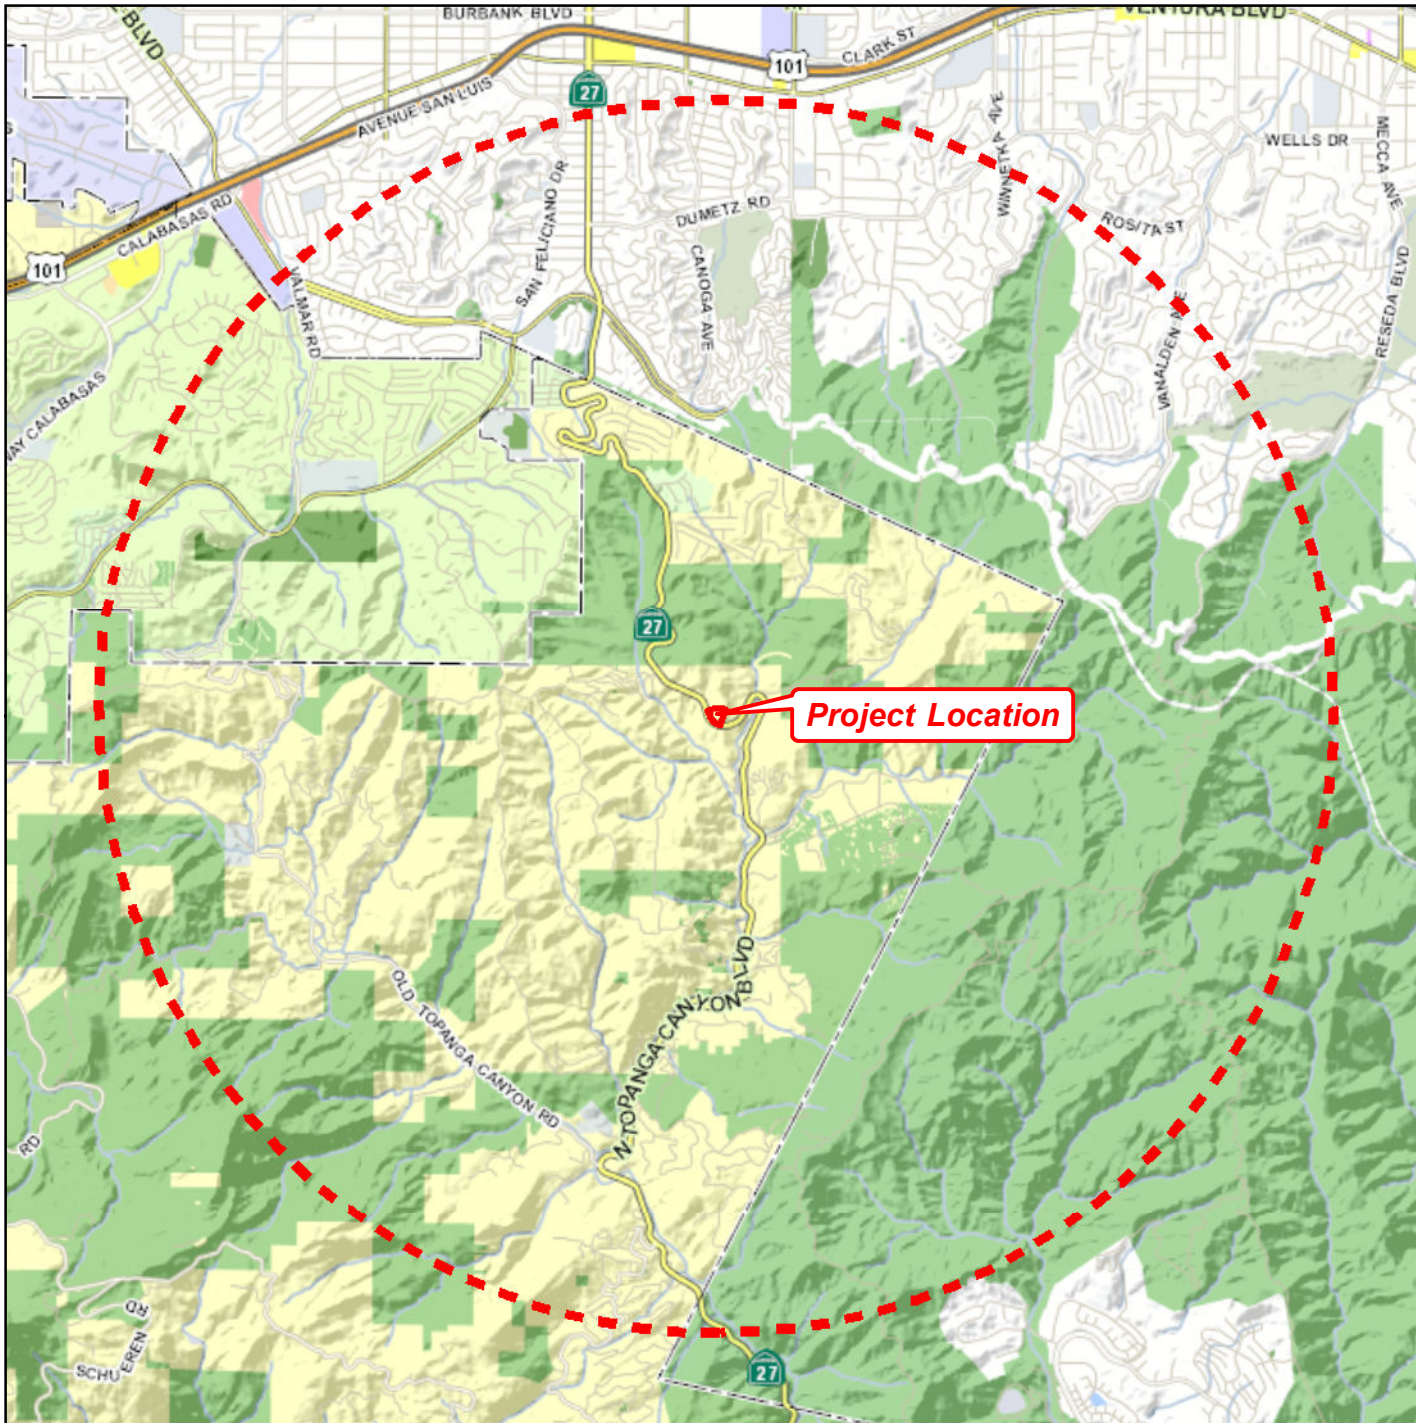 BURBANK BLVD
VENTURA BLVD
BLVD
CLARK ST
101
27
AVENUE SAN LUIS
WINNETKA AVE
MECCA AVE
WELLS DR
CALABASAS RD
SAN FELICIANO DR
DUMETZ RD
ROSITA ST
101
VALMAR RD
CANOGA AVE
RESEDA BLVD
VANALDEN AVE
WAY CALABASAS
27
Project Location
N TOPANGA CANYON BLVD
OLD TOPANGA CANYON RD
RD
SCHUEREN RD
27